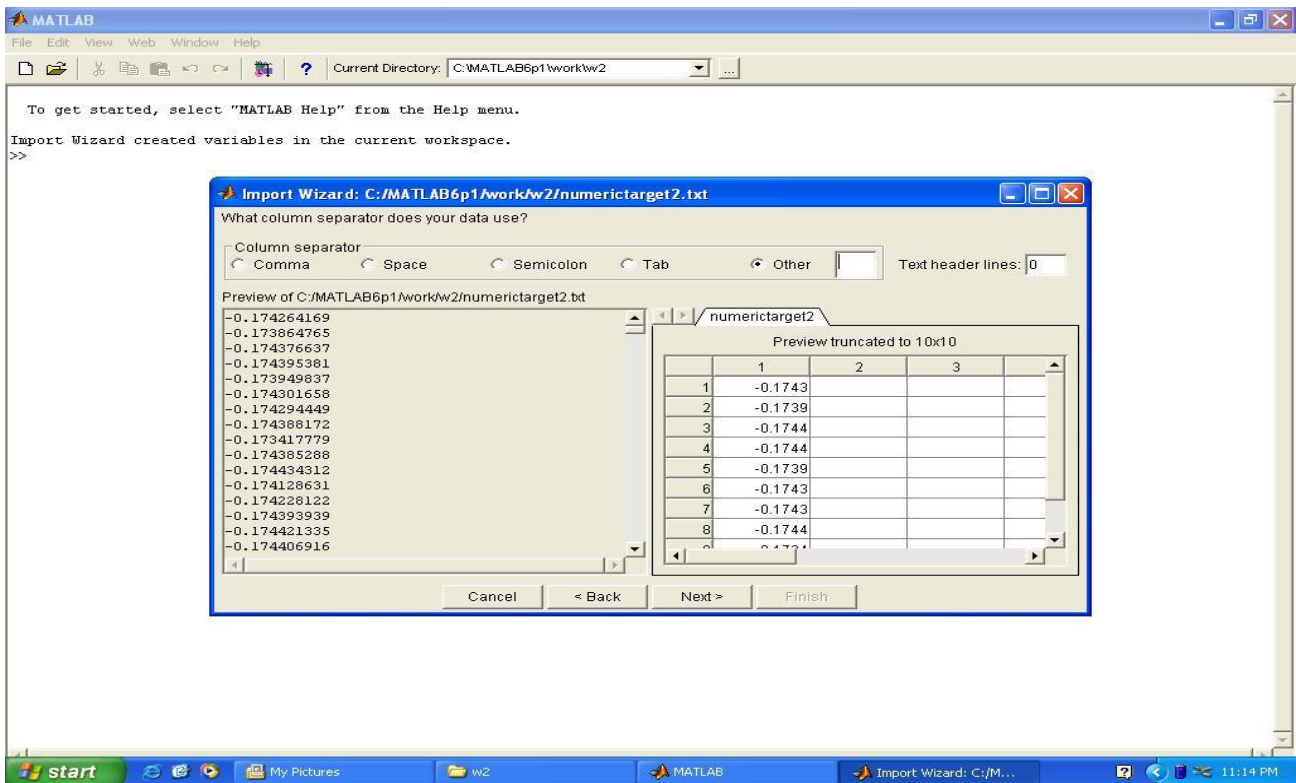 MATLAB
File Edit View Web Window Help
? Current Directory: C:\MATLAB6p1\work\w2 ...
To get started, select "MATLAB Help" from the Help menu.
Import Wizard created variables in the current workspace.
>>
Import Wizard: C:/MATLAB6p1/work/w2/numerictarget2.txt
What column separator does your data use?
Column separator
Comma Space Semicolon Tab Other Text header lines: 0
Preview of C:/MATLAB6p1/work/w2/numerictarget2.txt
-0.174264169
-0.173864765
-0.174376637
-0.174395381
-0.173949837
-0.174301658
-0.174294449
-0.174388172
-0.173417779
-0.174385288
-0.174434312
-0.174128631
-0.174228122
-0.174393939
-0.174421335
-0.174406916
numerictarget2
Preview truncated to 10x10
1 2 3
1 -0.1743
2 -0.1739
3 -0.1744
4 -0.1744
5 -0.1739
6 -0.1743
7 -0.1743
8 -0.1744
Cancel < Back Next > Finish
start My Pictures w2 MATLAB Import Wizard: C:/M... 11:14 PM